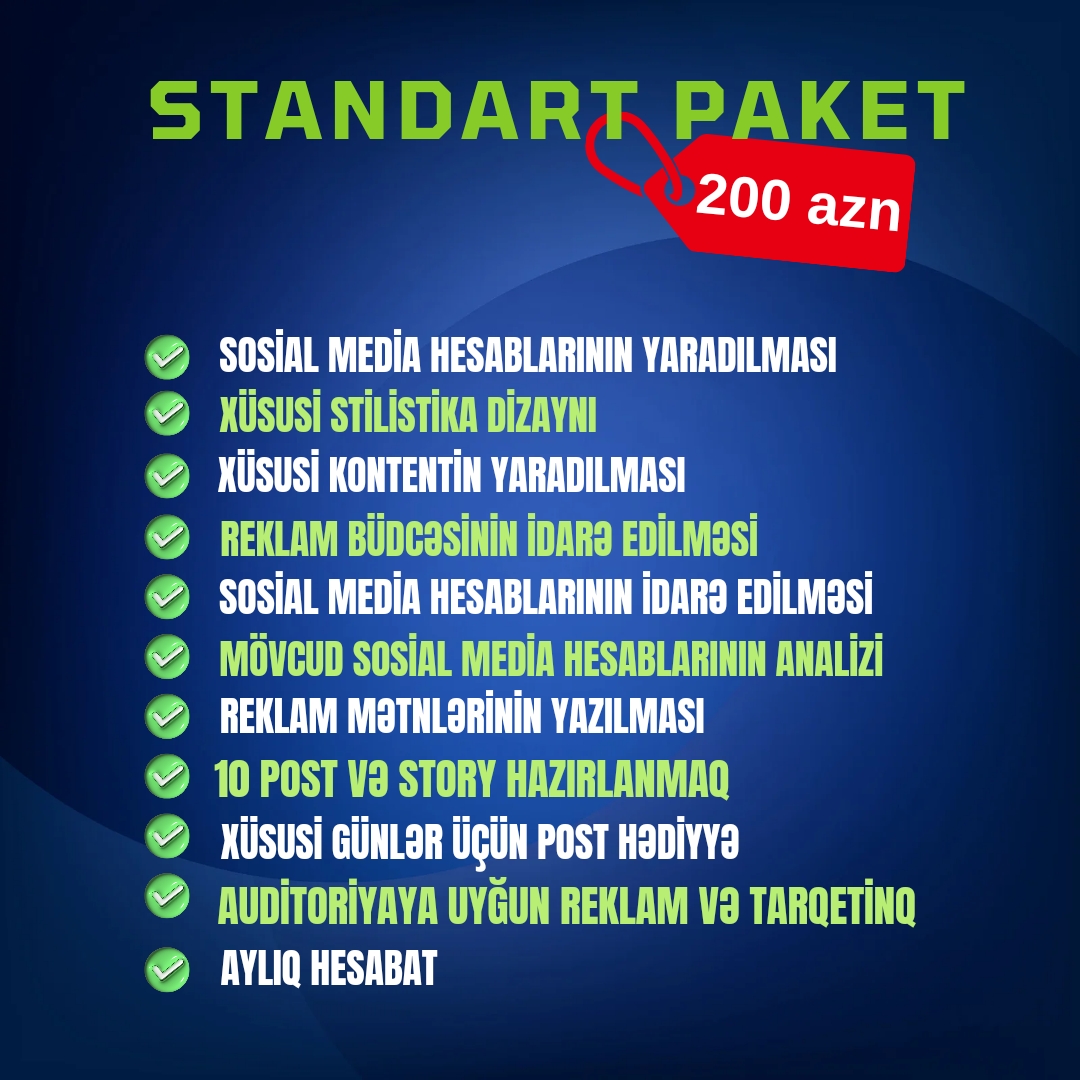 STANDART PAKET
200 azn
SOSİAL MEDİA HESABLARININ YARADILMASI
XÜSUSİ STİLİSTİKA DİZAYNI
XÜSUSİ KONTENTİN YARADILMASI
REKLAM BÜDCƏSİNİN İDARƏ EDİLMƏSİ
SOSİAL MEDİA HESABLARININ İDARƏ EDİLMƏSİ
MÖVCUD SOSİAL MEDİA HESABLARININ ANALİZİ
REKLAM MƏTNLƏRİNİN YAZILMASI
10 POST VƏ STORY HAZIRLANMAQ
XÜSUSİ GÜNLƏR ÜÇÜN POST HƏDİYYƏ
AUDİTORİYAYA UYĞUN REKLAM VƏ TARQETİNQ
AYLIQ HESABAT